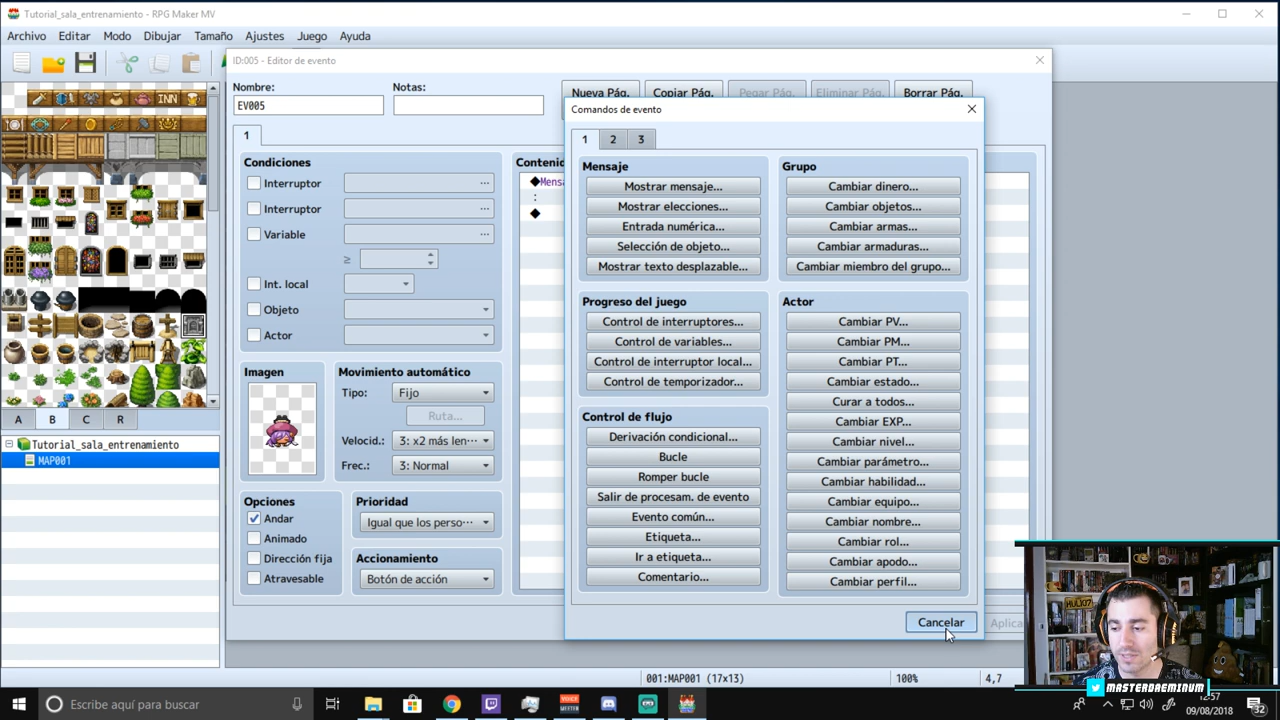 Tutorial_sala_entrenamiento - RPG Maker MV
Archivo Editar Modo Dibujar Tamaño Ajustes Juego Ayuda
ID:005 - Editor de evento
Nombre: Notas:
EV005
Nueva Pág. Copiar Pág. Pegar Pág. Eliminar Pág. Borrar Pág.
1
Condiciones
Interruptor ...
Interruptor ...
Variable ...
≥
Int. local
Objeto
Actor
Imagen
Movimiento automático
Tipo: Fijo
Ruta...
Velocid.: 3: x2 más len···
Frec.: 3: Normal
Opciones
Andar
Animado
Dirección fija
Atravesable
Prioridad
Igual que los perso···
Accionamiento
Botón de acción
Contenid
◆Mensa
:
◆
Comandos de evento
1 2 3
Mensaje
Mostrar mensaje...
Mostrar elecciones...
Entrada numérica...
Selección de objeto...
Mostrar texto desplazable...
Progreso del juego
Control de interruptores...
Control de variables...
Control de interruptor local...
Control de temporizador...
Control de flujo
Derivación condicional...
Bucle
Romper bucle
Salir de procesam. de evento
Evento común...
Etiqueta...
Ir a etiqueta...
Comentario...
Grupo
Cambiar dinero...
Cambiar objetos...
Cambiar armas...
Cambiar armaduras...
Cambiar miembro del grupo...
Actor
Cambiar PV...
Cambiar PM...
Cambiar PT...
Cambiar estado...
Curar a todos...
Cambiar EXP...
Cambiar nivel...
Cambiar parámetro...
Cambiar habilidad...
Cambiar equipo...
Cambiar nombre...
Cambiar rol...
Cambiar apodo...
Cambiar perfil...
Cancelar
Aplica
INN
A B C R
Tutorial_sala_entrenamiento
MAP001
001:MAP001 (17x13) 100% 4,7
MASTERDAEMINUM
Escribe aquí para buscar
12:57
09/08/2018
32